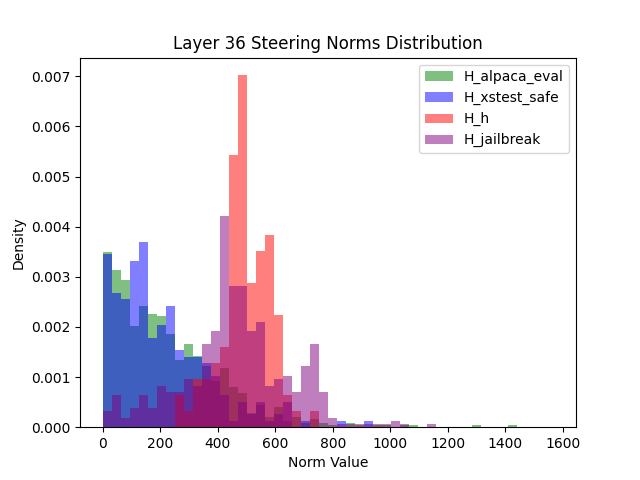 Layer 36 Steering Norms Distribution
H_alpaca_eval
H_xstest_safe
H_h
H_jailbreak
0.007
0.006
0.005
0.004
0.003
0.002
0.001
0.000
Density
0 200 400 600 800 1000 1200 1400 1600
Norm Value